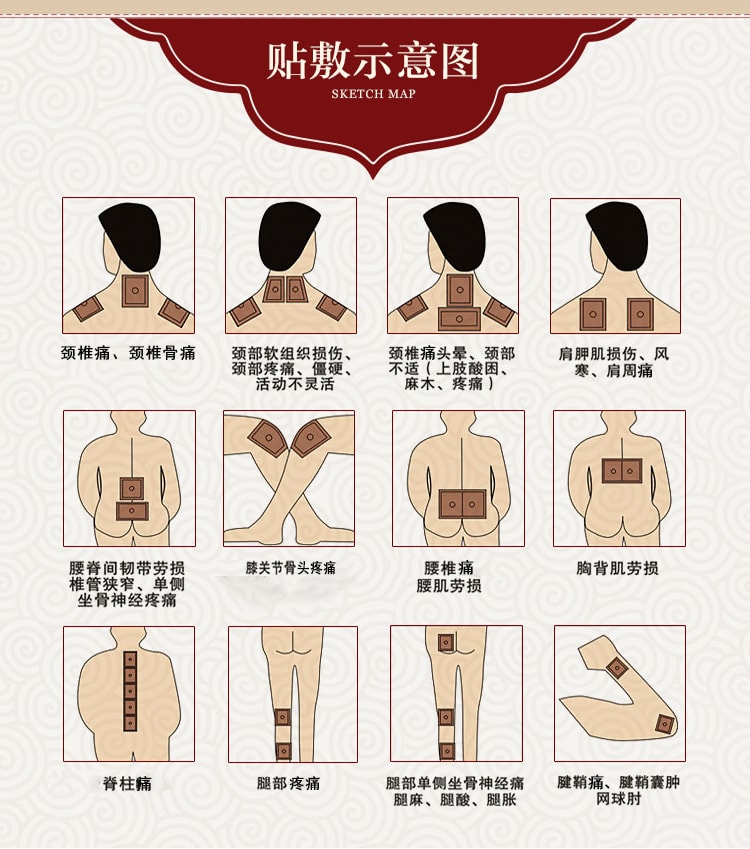 贴敷示意图
SKETCH MAP
颈椎痛、颈椎骨痛
颈部软组织损伤、
颈部疼痛、僵硬、
活动不灵活
颈椎痛头晕、颈部
不适（上肢酸困、
麻木、疼痛）
肩胛肌损伤、风
寒、肩周痛
腰脊间韧带劳损
椎管狭窄、单侧
坐骨神经疼痛
膝关节骨头疼痛
腰椎痛
腰肌劳损
胸背肌劳损
脊柱痛
腿部疼痛
腿部单侧坐骨神经痛
腿麻、腿酸、腿胀
腱鞘痛、腱鞘囊肿
网球肘